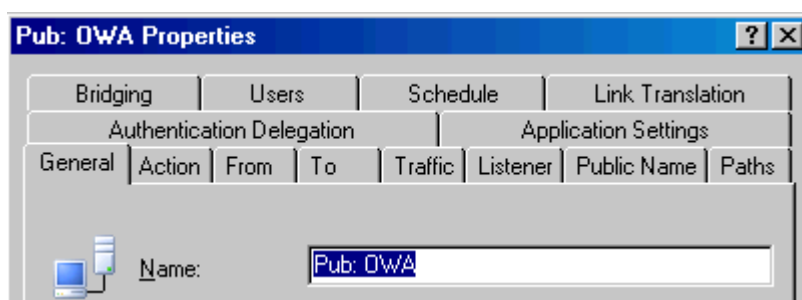 Pub: OWA Properties ? ×
Bridging Users Schedule Link Translation
Authentication Delegation Application Settings
General Action From To Traffic Listener Public Name Paths
Name: Pub: OWA